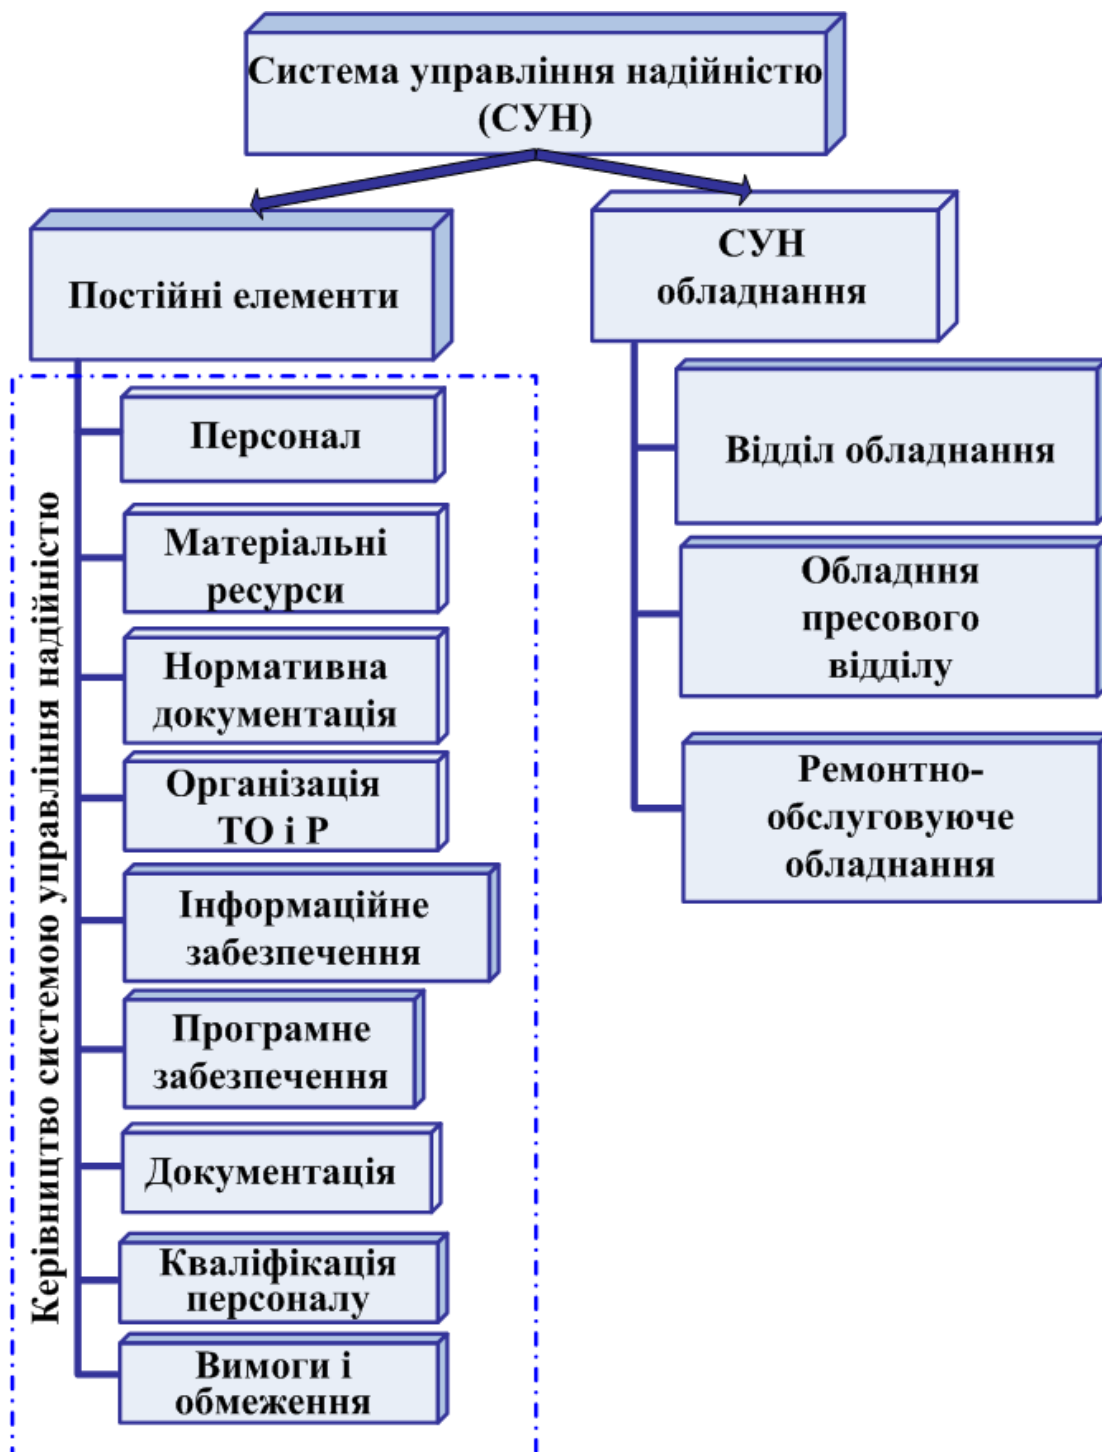 Система управління надійністю
(СУН)
Постійні елементи
Керівництво системою управління надійністю
Персонал
Матеріальні
ресурси
Нормативна
документація
Організація
ТО і Р
Інформаційне
забезпечення
Програмне
забезпечення
Документація
Кваліфікація
персоналу
Вимоги і
обмеження
СУН
обладнання
Відділ обладнання
Обладння
пресового
відділу
Ремонтно-
обслуговуюче
обладнання